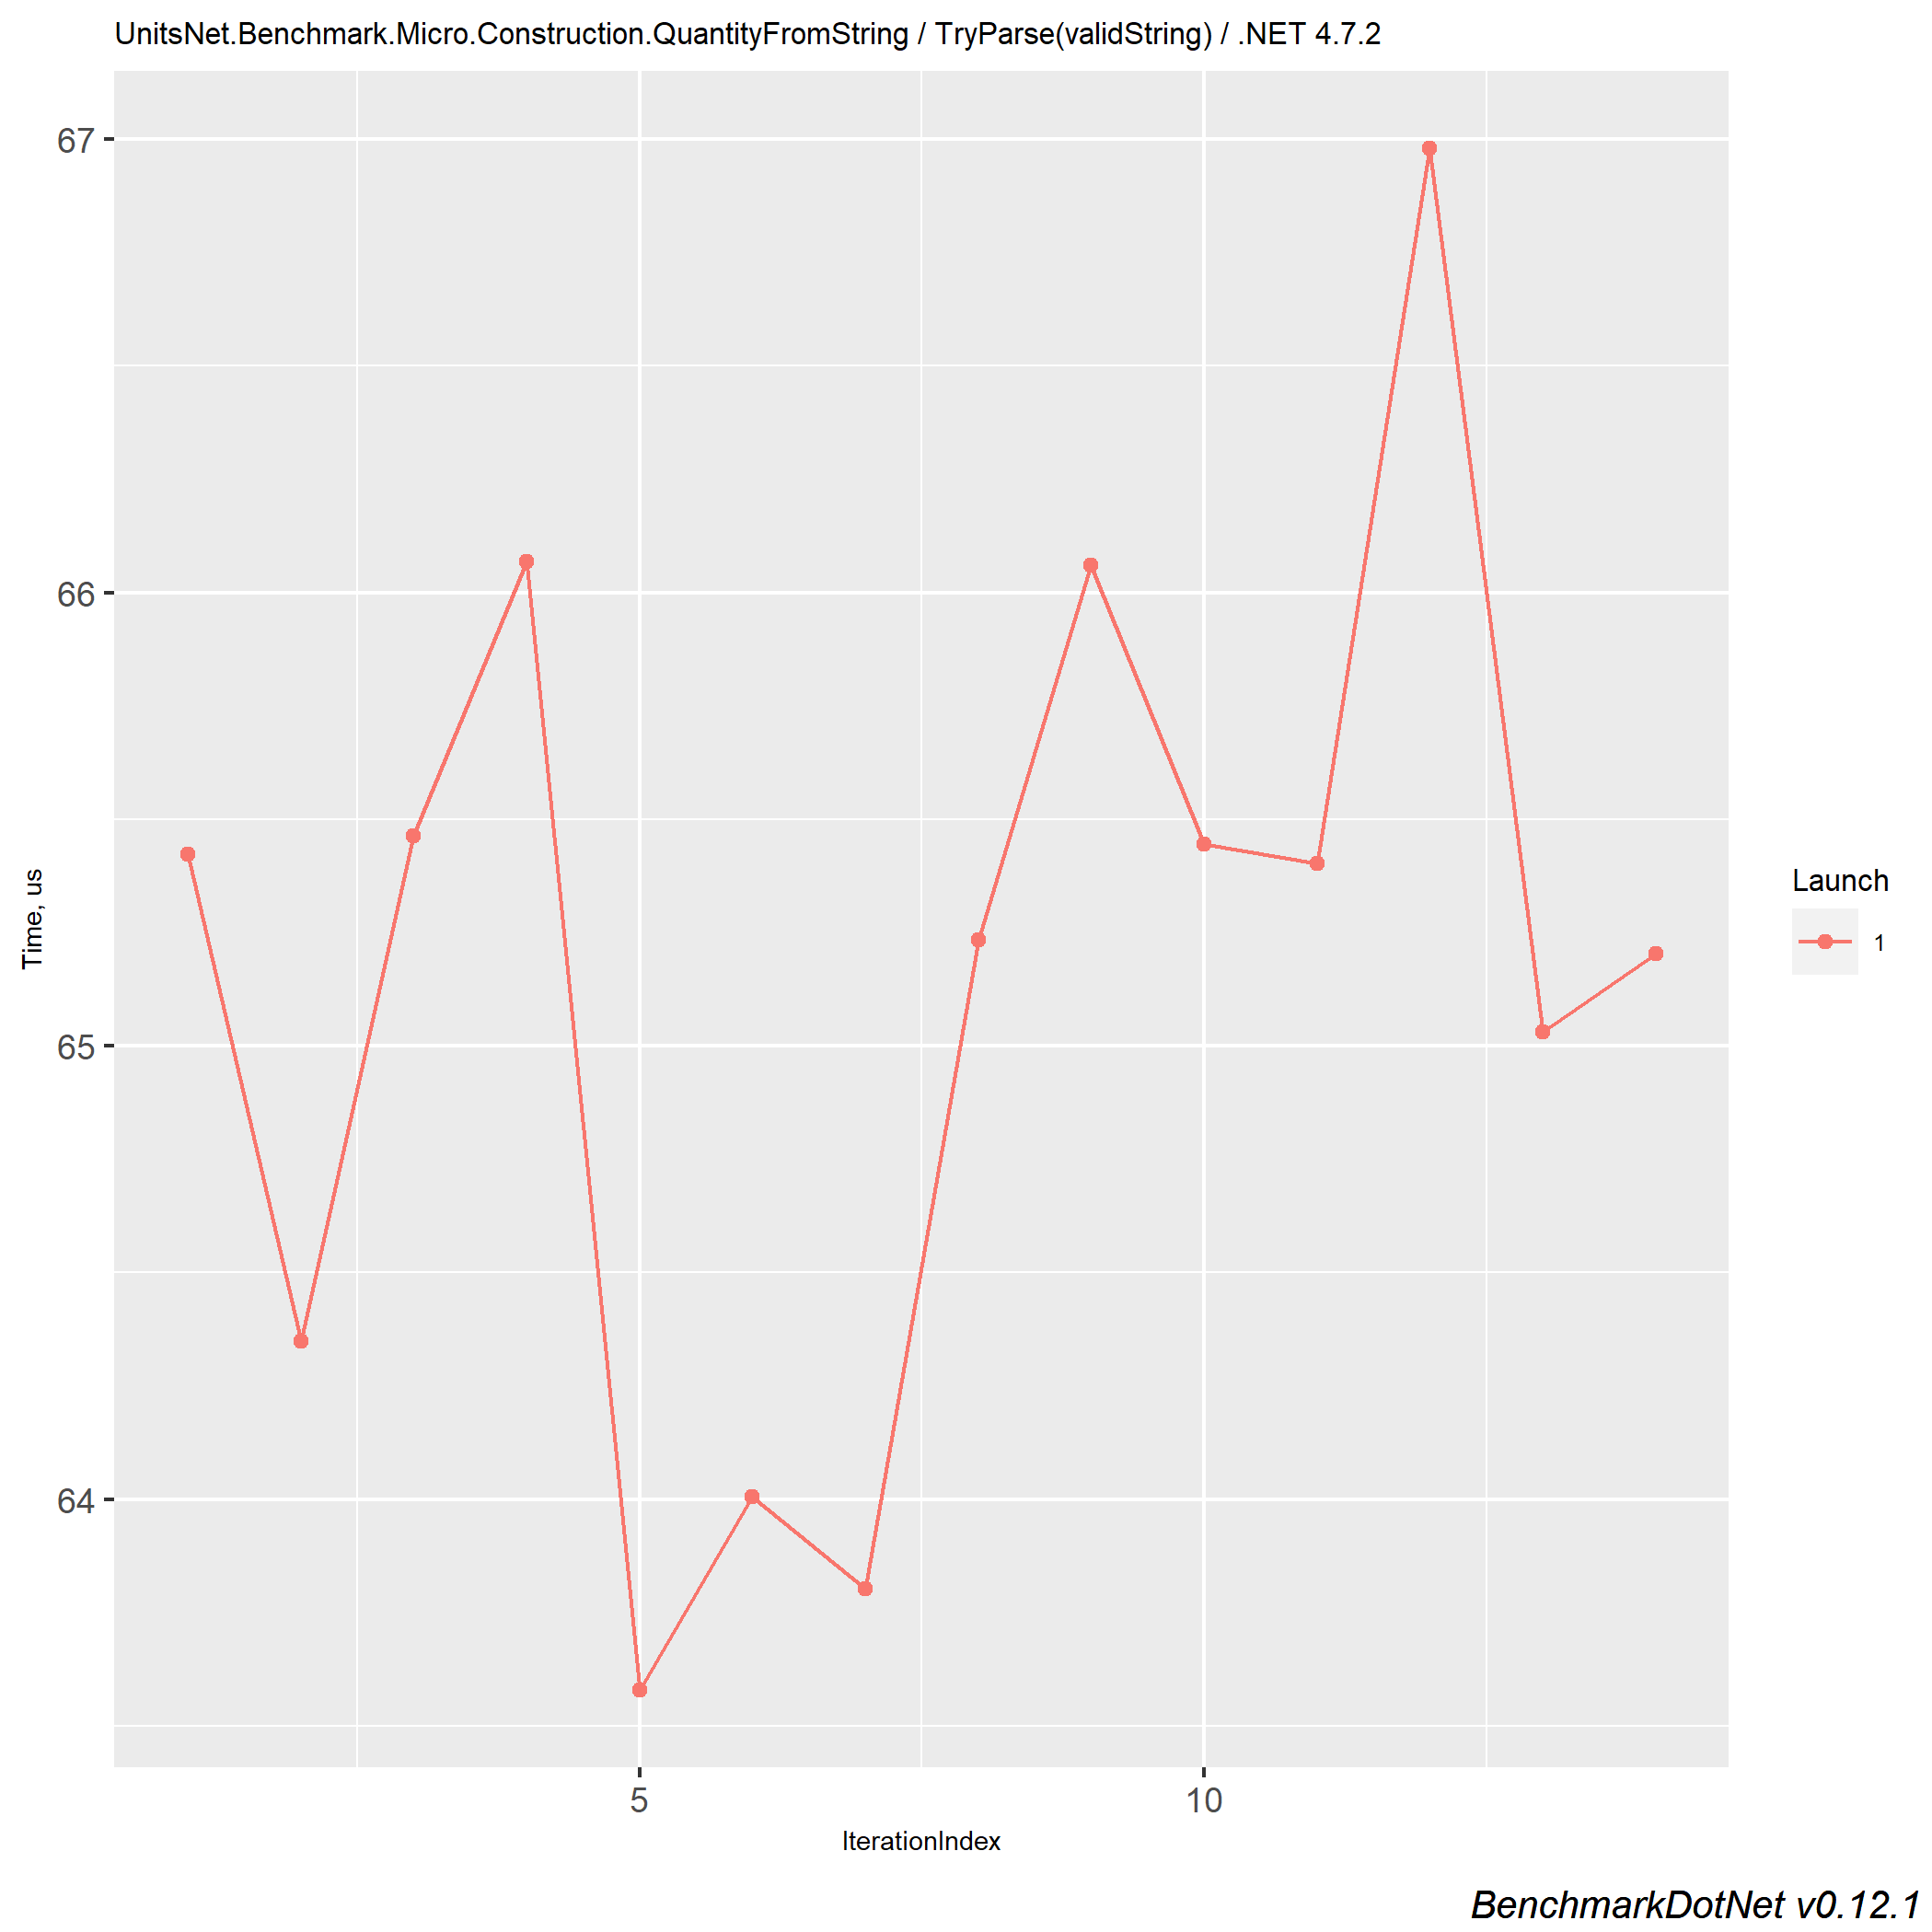 UnitsNet.Benchmark.Micro.Construction.QuantityFromString / TryParse(validString) / .NET 4.7.2
67
66
65
64
Time, us
5
10
IterationIndex
Launch
1
BenchmarkDotNet v0.12.1